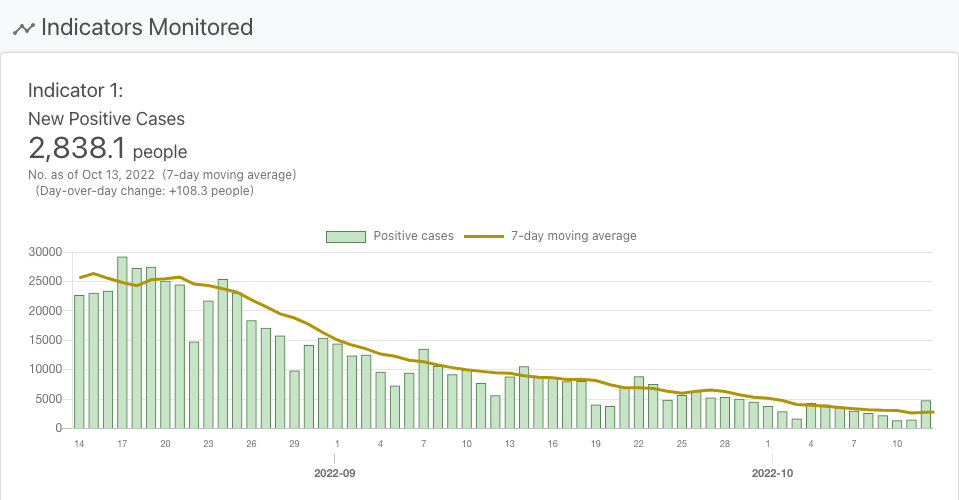 Indicators Monitored
Indicator 1:
New Positive Cases
2,838.1 people
No. as of Oct 13, 2022 (7-day moving average)
(Day-over-day change: +108.3 people)
Positive cases 7-day moving average
30000
25000
20000
15000
10000
5000
0
14 17 20 23 26 29 1 4 7 10 13 16 19 22 25 28 1 4 7 10
2022-09 2022-10